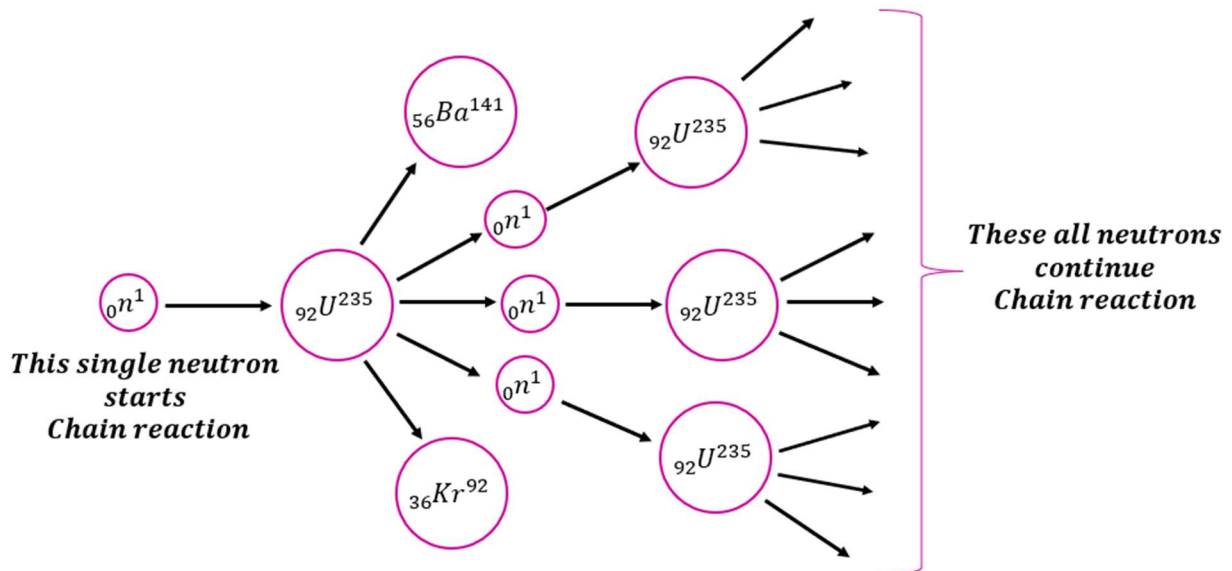 ₅₆Ba¹⁴¹
₉₂U²³⁵
₀n¹
₀n¹
₉₂U²³⁵
₀n¹
₉₂U²³⁵
These all neutrons
continue
Chain reaction
This single neutron
starts
Chain reaction
₀n¹
₉₂U²³⁵
₃₆Kr⁹²